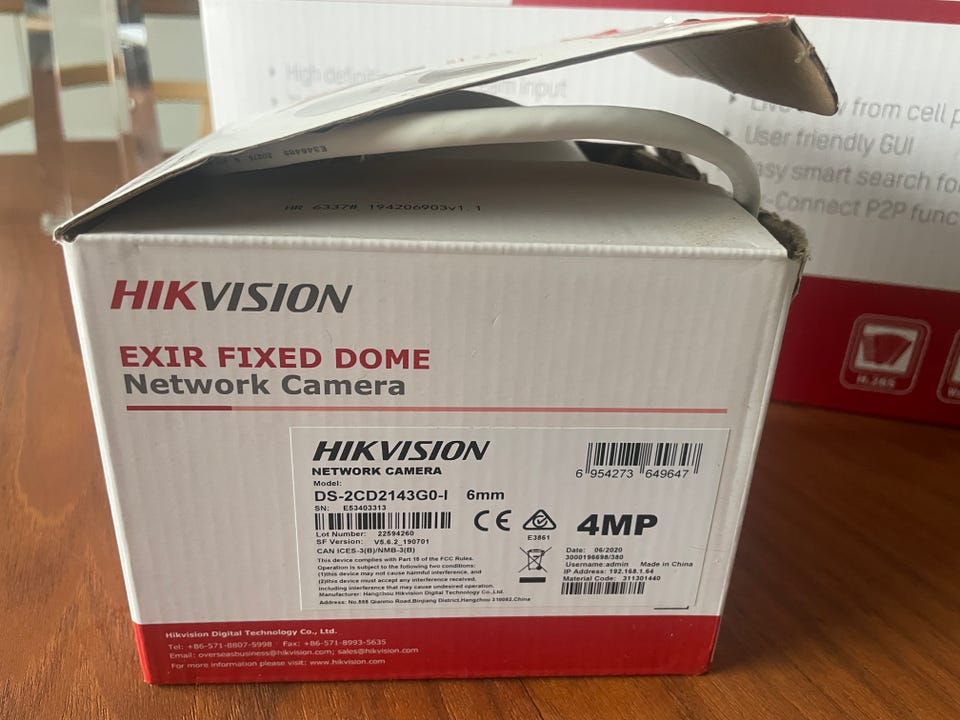 High
input
from cell
User friendly GUI
smart search
-Connect P2P
H.265
E346480
HR 6337# 194206903v1.1
HIKVISION
EXIR FIXED DOME
Network Camera
HIKVISION
NETWORK CAMERA
Model:
DS-2CD2143G0-I 6mm
SN: E53403313
Lot Number: 22594260
SF Version: V5.6.2_190701
CAN ICES-3(B)/NMB-3(B)
This device complies with Part 15 of the FCC Rules.
Operation is subject to the following two conditions:
(1)this device may not cause harmful interference, and
(2)this device must accept any interference received,
including interference that may cause undesired operation.
Manufacturer: Hangzhou Hikvision Digital Technology Co.,Ltd.
Address: No.555 Qianmo Road,Binjiang District,Hangzhou 310052,China
6 954273 649647
CE
E3861
4MP
Date: 06/2020
3000196698/380
Username:admin Made in China
IP Address: 192.168.1.64
Material Code: 311301440
Hikvision Digital Technology Co., Ltd.
Tel: +86-571-8807-5998 Fax: +86-571-8993-5635
Email: overseasbusiness@hikvision.com; sales@hikvision.com
For more information please visit: www.hikvision.com